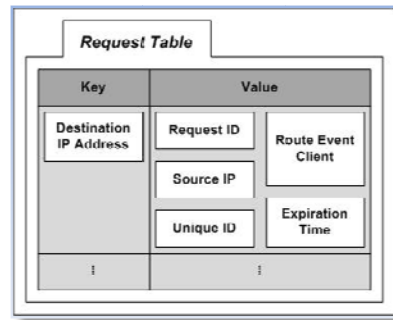 Request Table
Key
Value
Destination
IP Address
Request ID
Source IP
Unique ID
Route Event
Client
Expiration
Time
⋮
⋮